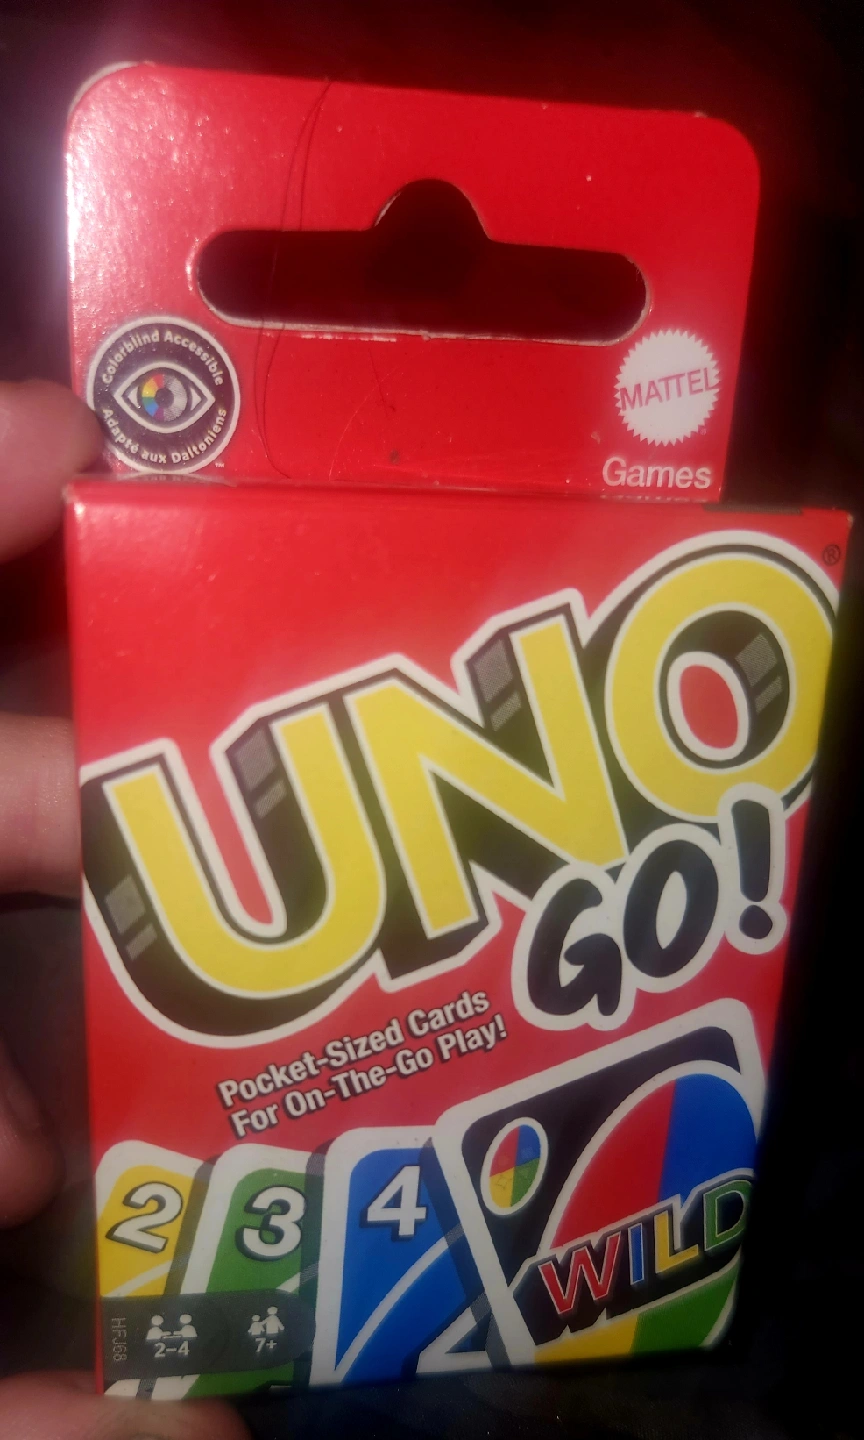 Colorblind Accessible
Adapté aux Daltoniens
™
MATTEL
Games
UNO®
GO!
Pocket-Sized Cards
For On-The-Go Play!
2
3
4
WILD
HFJ68
2-4
7+